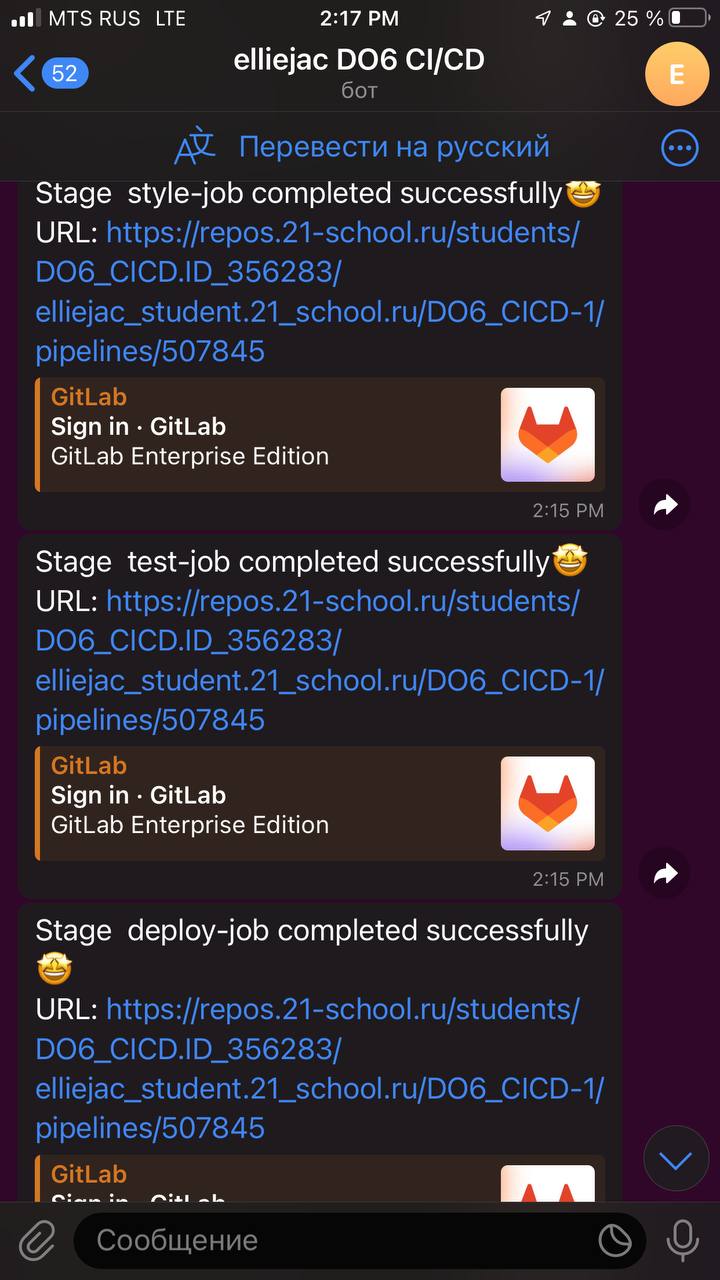 MTS RUS LTE 2:17 PM 25 %
52
elliejac DO6 CI/CD
бот
E
Перевести на русский
Stage style-job completed successfully🤩
URL: https://repos.21-school.ru/students/
DO6_CICD.ID_356283/
elliejac_student.21_school.ru/DO6_CICD-1/
pipelines/507845
GitLab
Sign in · GitLab
GitLab Enterprise Edition
2:15 PM
Stage test-job completed successfully🤩
URL: https://repos.21-school.ru/students/
DO6_CICD.ID_356283/
elliejac_student.21_school.ru/DO6_CICD-1/
pipelines/507845
GitLab
Sign in · GitLab
GitLab Enterprise Edition
2:15 PM
Stage deploy-job completed successfully
🤩
URL: https://repos.21-school.ru/students/
DO6_CICD.ID_356283/
elliejac_student.21_school.ru/DO6_CICD-1/
pipelines/507845
GitLab
Sign in · GitLab
Сообщение